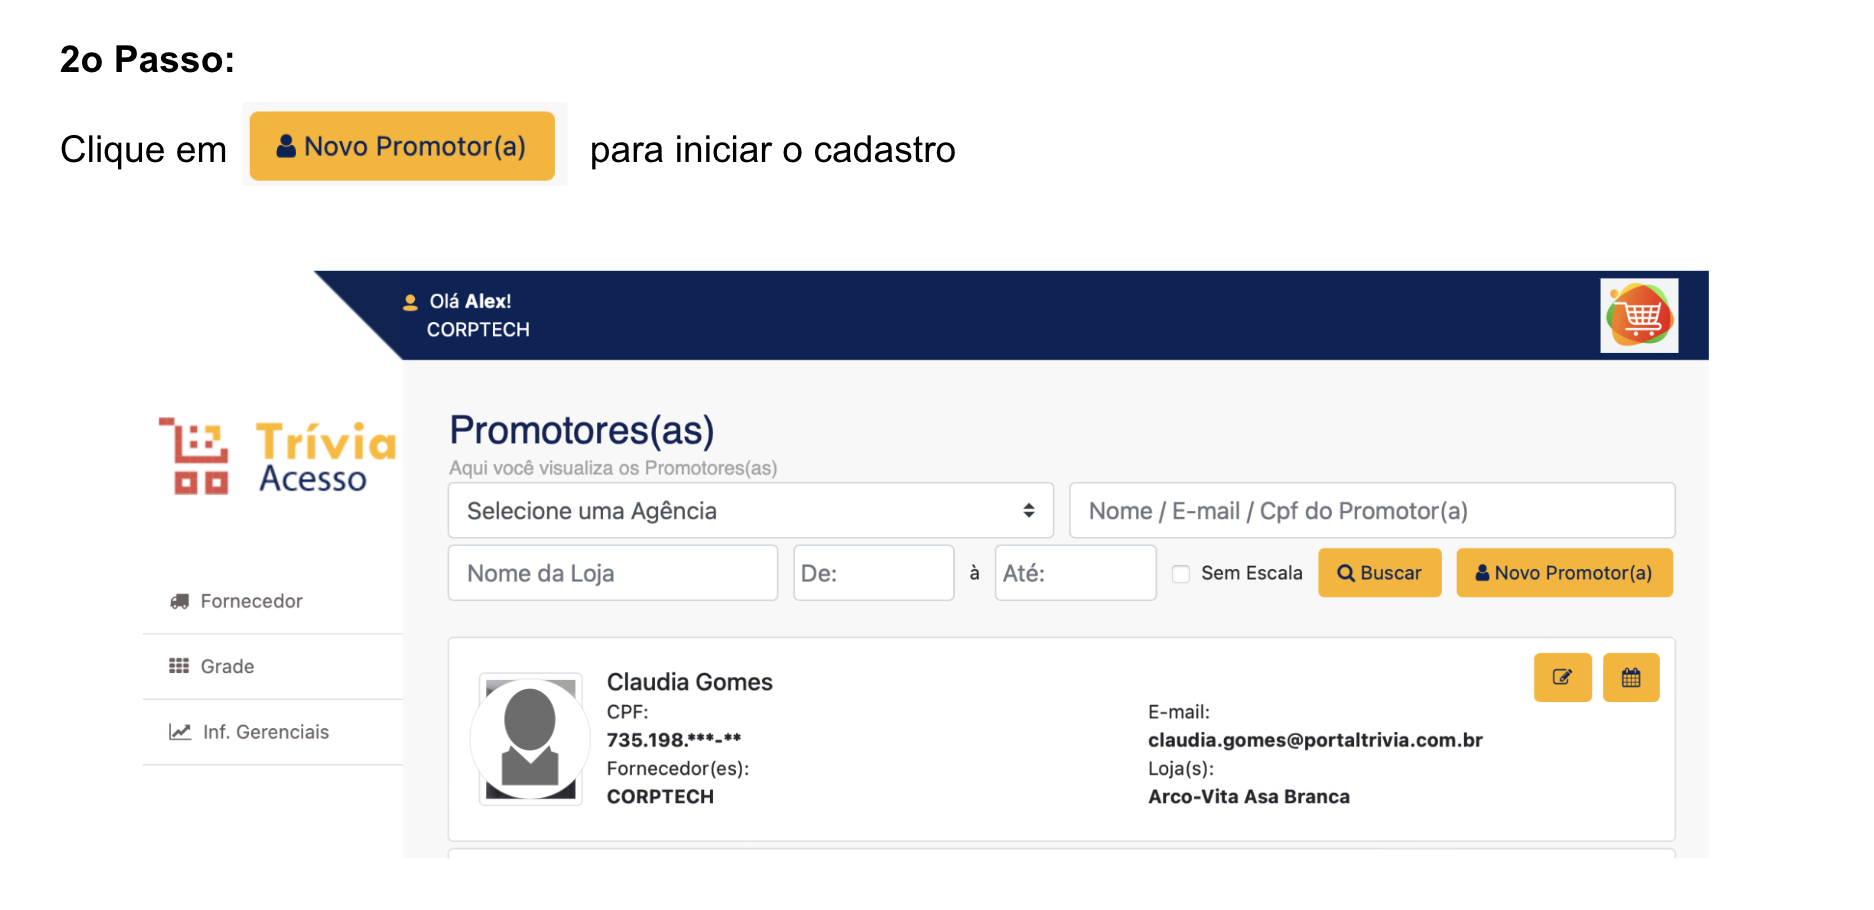 2o Passo:
Clique em Novo Promotor(a) para iniciar o cadastro
Olá Alex!
CORPTECH
Trívia
Acesso
Promotores(as)
Aqui você visualiza os Promotores(as)
Selecione uma Agência
Nome / E-mail / Cpf do Promotor(a)
Nome da Loja
De:
à
Até:
Sem Escala
Buscar
Novo Promotor(a)
Fornecedor
Grade
Inf. Gerenciais
Claudia Gomes
CPF:
735.198.***-**
Fornecedor(es):
CORPTECH
E-mail:
claudia.gomes@portaltrivia.com.br
Loja(s):
Arco-Vita Asa Branca